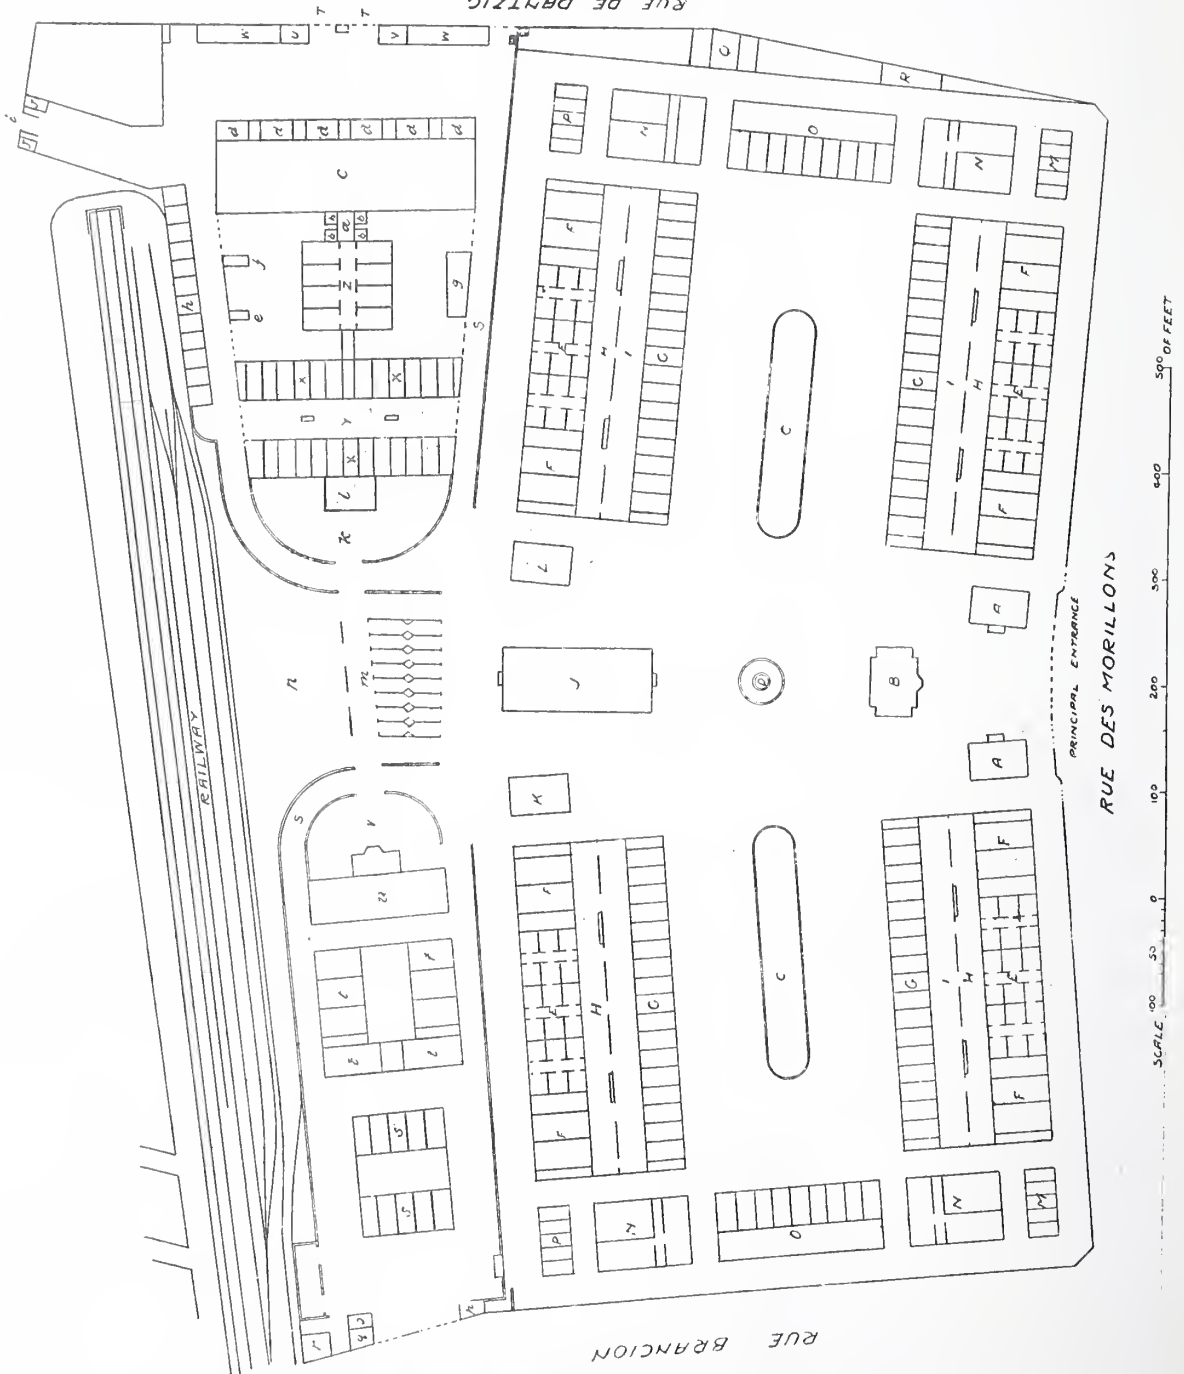 RUE DE DANTZIG
T T
W U V W
i
d d d d d d
C
Q R
P N O N M
h f e
b a b
b b
Z
g
S
X X
Y
X
l
K
F H I G
E
F
C
G I H F
E
F
L
n m
J
B
A
A
PRINCIPAL ENTRANCE
RUE DES MORILLONS
RAILWAY
K
S
v
u
F H G
E
F
C
G I H F
E
F
t
S
S
P N O N M
r
RUE BRANCION
SCALE 100 50 0 100 200 300 400 500 OF FEET